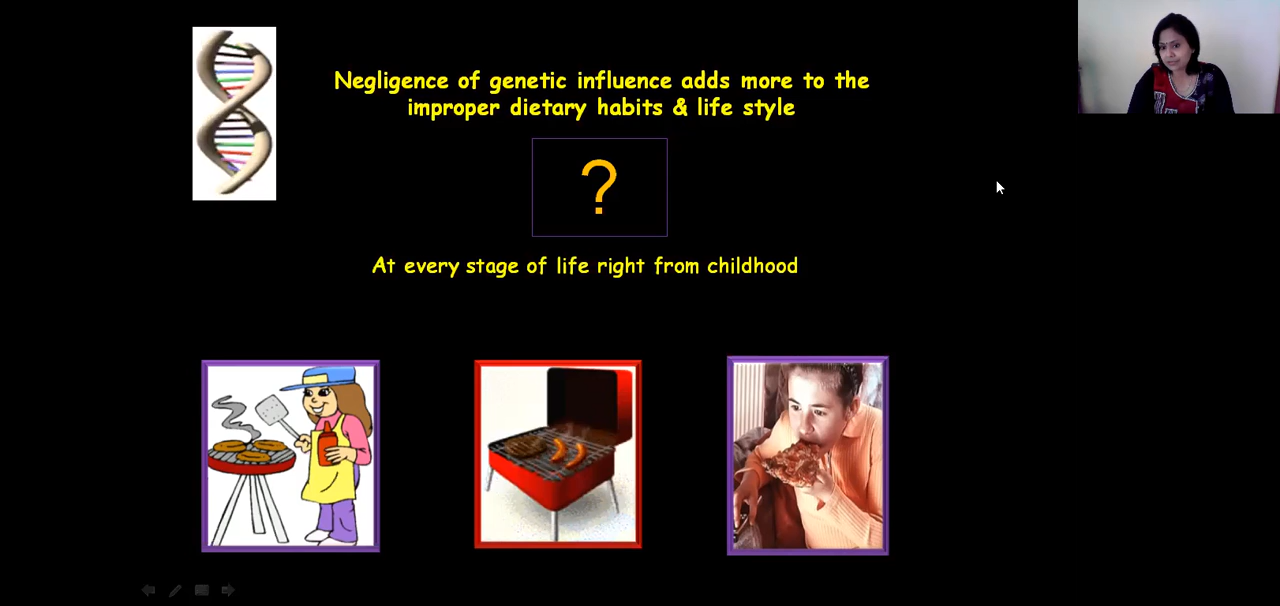 Negligence of genetic influence adds more to the
improper dietary habits & life style
?
At every stage of life right from childhood